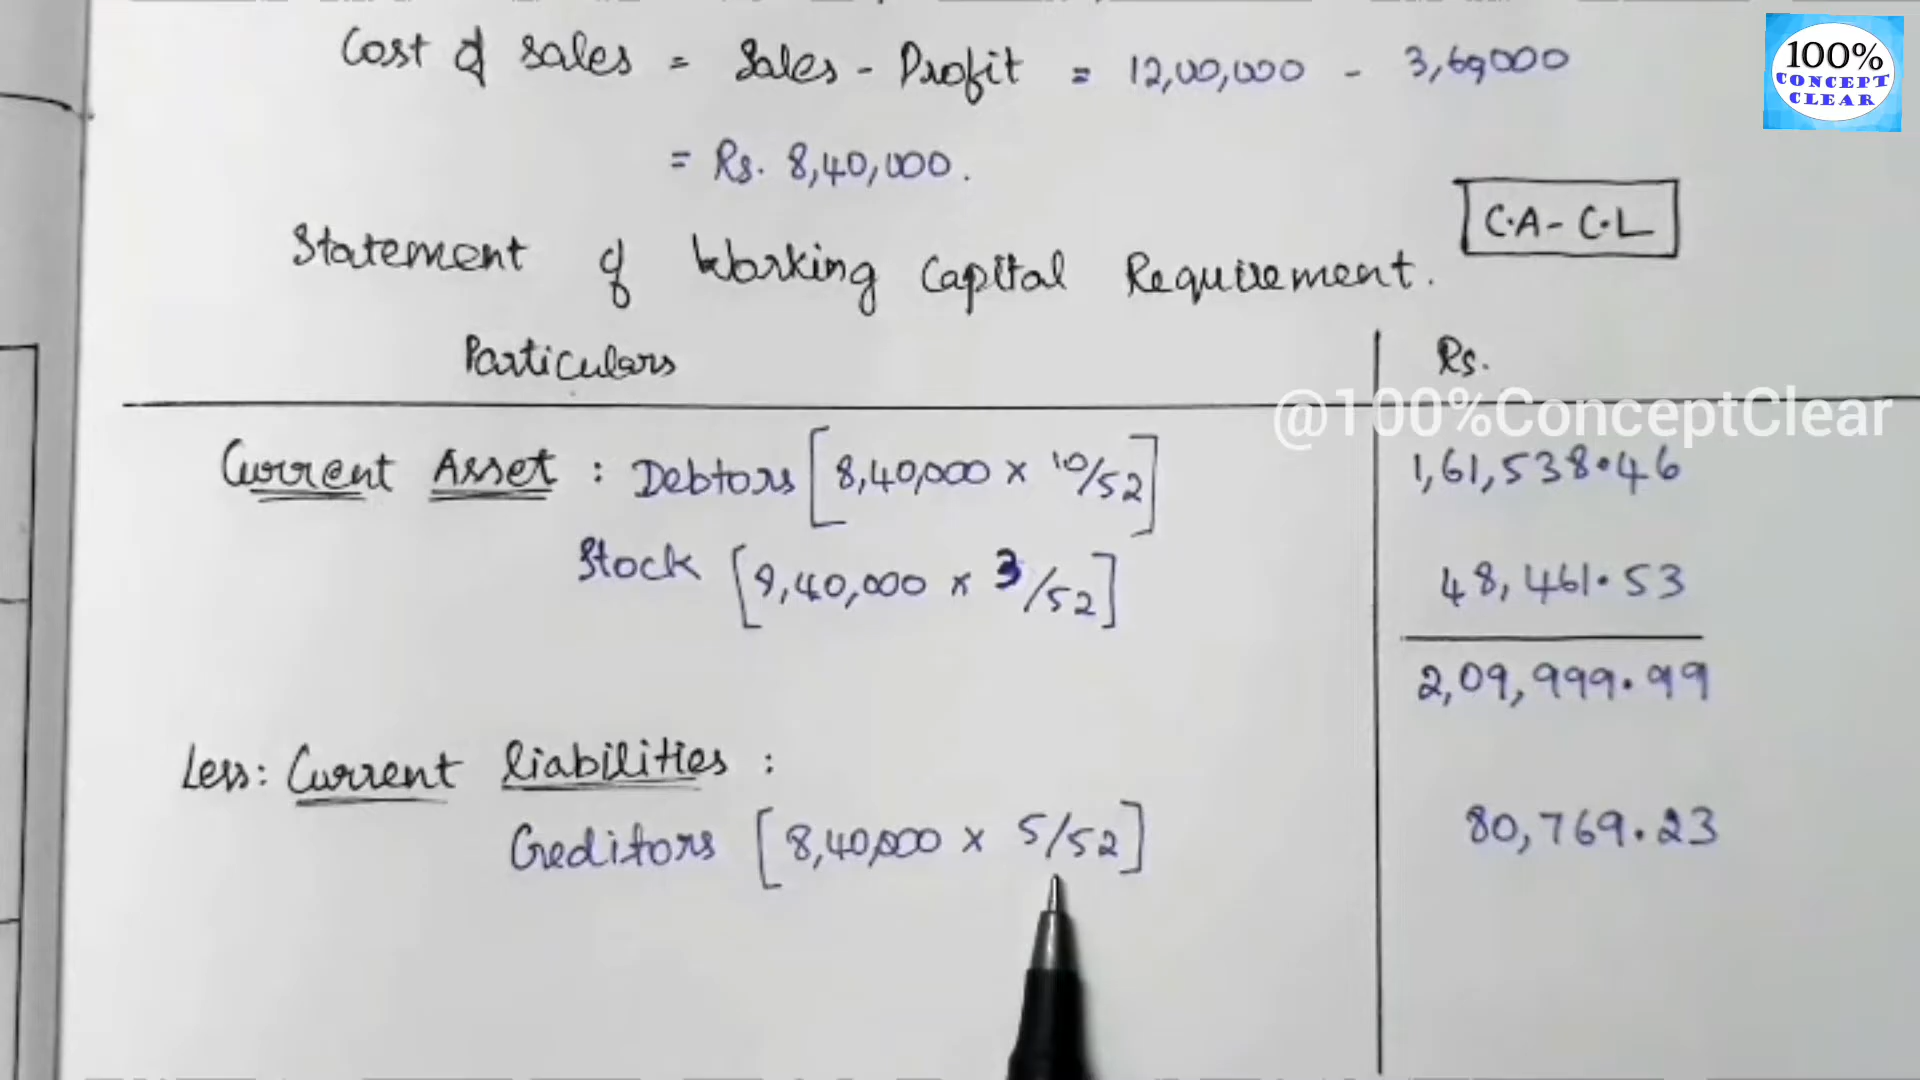 Cost of Sales = Sales - Profit = 12,00,000 - 3,60,000
= Rs. 8,40,000.
100%
CONCEPT
CLEAR
C.A - C.L
Statement of Working Capital Requirement.
Particulars Rs.
@100%ConceptClear
Current Asset : Debtors [8,40,000 x 10/52] 1,61,538.46
Stock [8,40,000 x 3/52] 48,461.53
2,09,999.99
Less: Current liabilities :
Creditors [8,40,000 x 5/52] 80,769.23